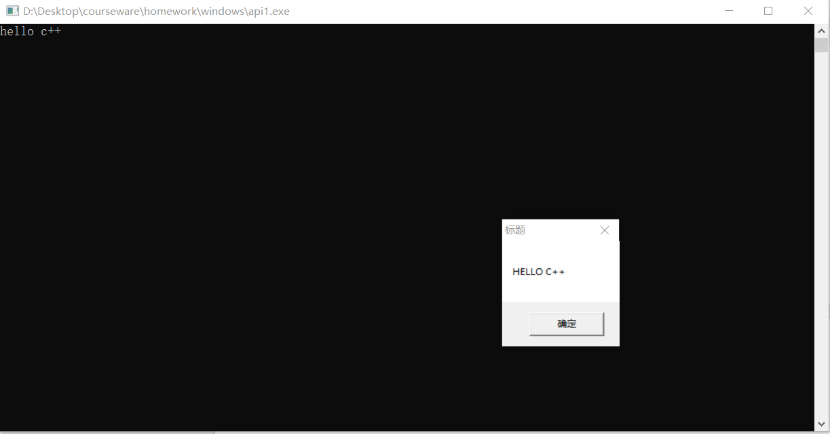 D:\Desktop\courseware\homework\windows\api1.exe
hello c++
标题
HELLO C++
确定